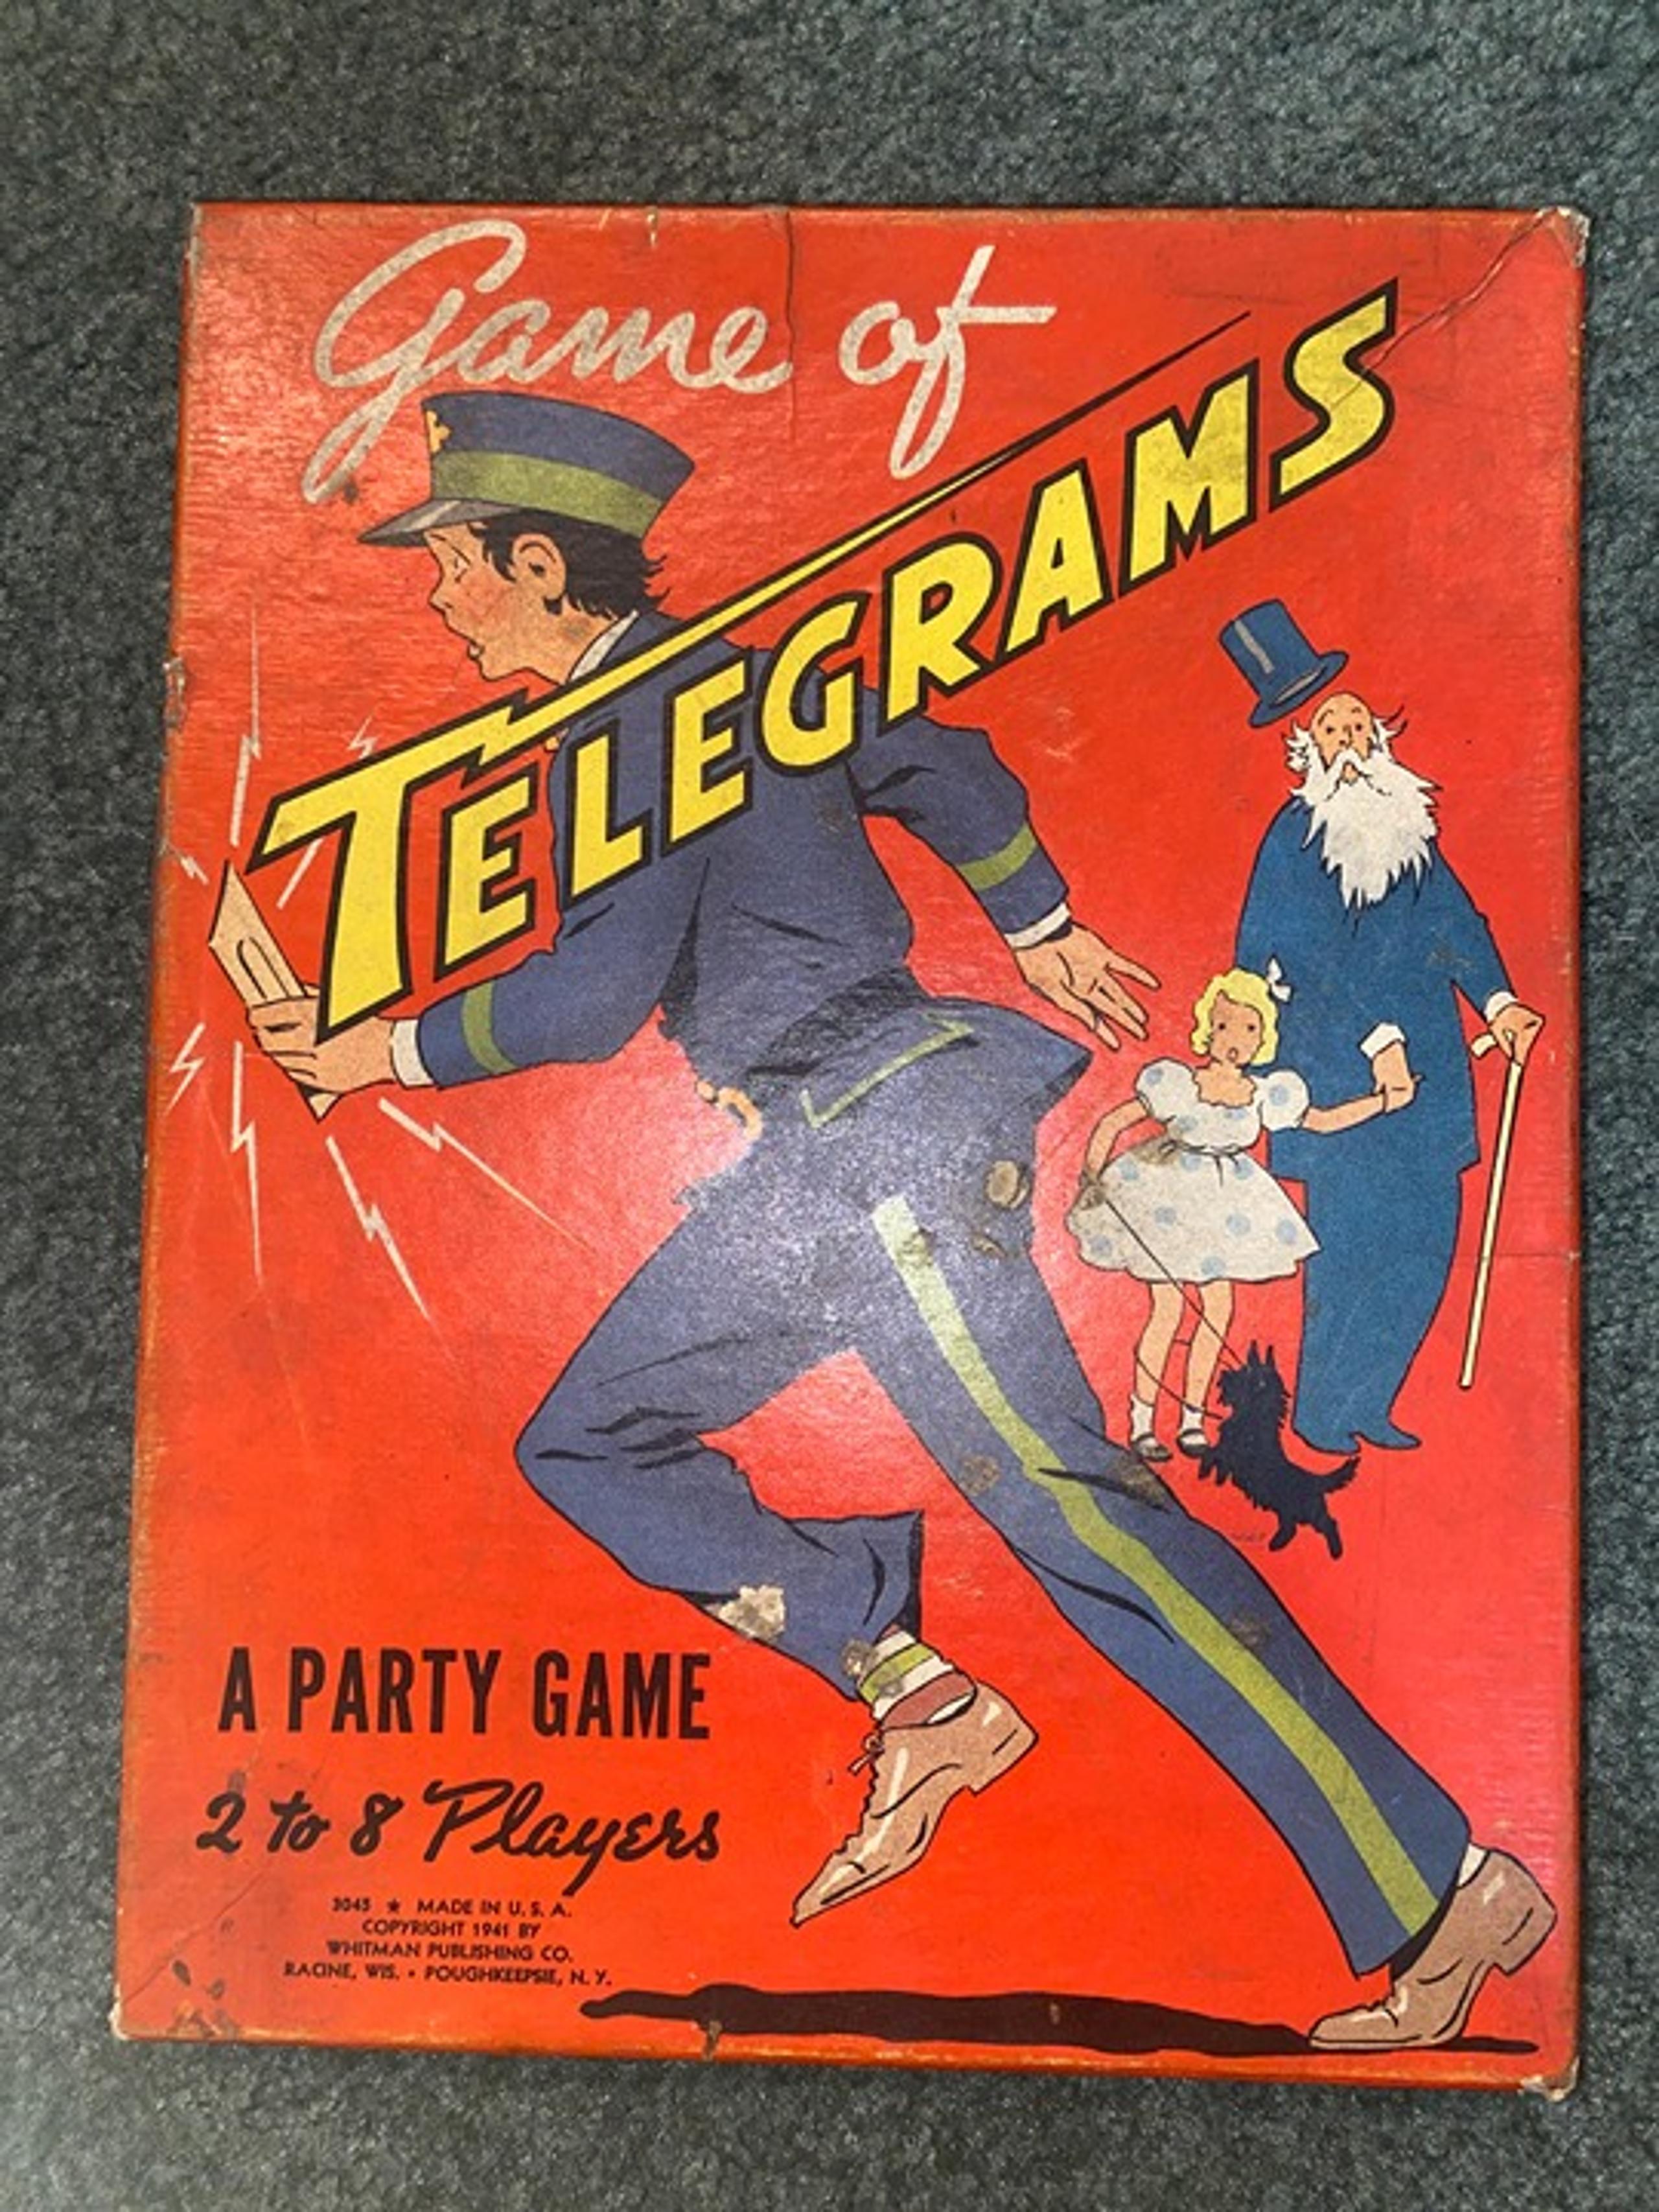 Game of
TELEGRAMS
A PARTY GAME
2 to 8 Players
3045 ★ MADE IN U. S. A.
COPYRIGHT 1941 BY
WHITMAN PUBLISHING CO.
RACINE, WIS. • POUGHKEEPSIE, N. Y.